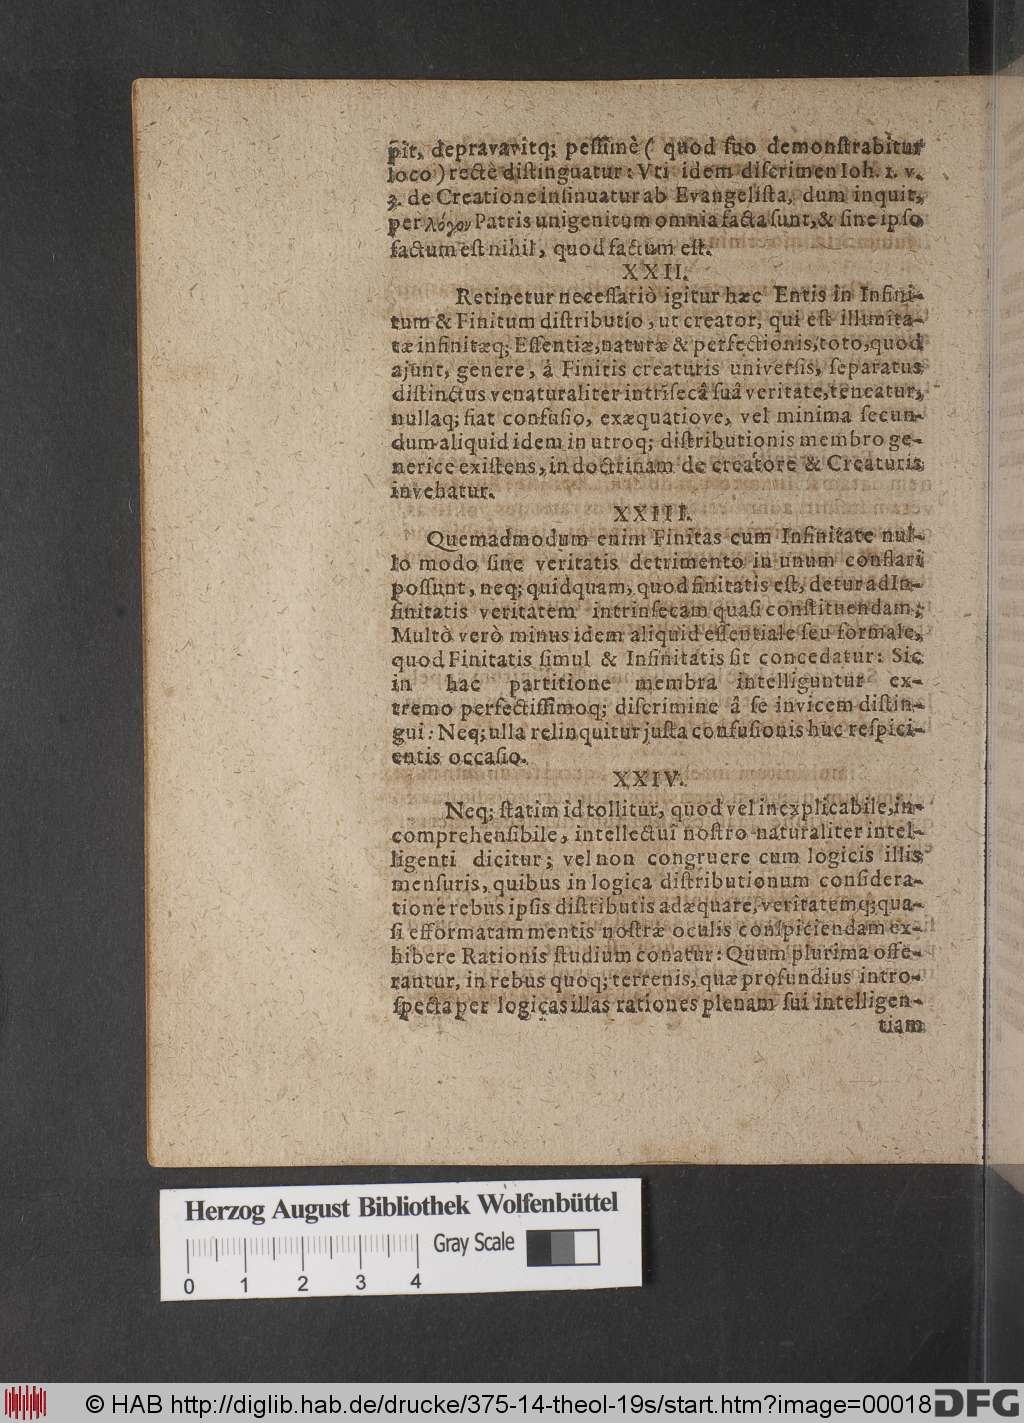 pit, depravavitq; peſſimè ( quod ſuo demonſtrabitur
loco ) rectè diſtinguatur : Vti idem diſcrimen Ioh. 1. v.
3. de Creatione inſinuatur ab Evangeliſta, dum inquit,
per λόγον Patris unigenitum omnia facta ſunt, & ſine ipſo
factum eſt nihil, quod factum eſt.
XXII.
Retinetur neceſſariò igitur hæc Entis in Infini-
tum & Finitum diſtributio, ut creator, qui eſt illimita-
tæ infinitæq; Eſſentiæ, naturæ & perfectionis, toto, quod
ajunt, genere, â Finitis creaturis univerſis, ſeparatus,
diſtinctus venaturaliter intrîſecâ ſuâ veritate, teneatur,
nullaq; fiat confuſio, exæquatiove, vel minima ſecun-
dum aliquid idem in utroq; diſtributionis membro ge-
nerice exiſtens, in doctrinam de creatore & Creaturis
invehatur.
XXIII.
Quemadmodum enim Finitas cum Infinitate nul-
lo modo ſine veritatis detrimento in unum conflari
poſſunt, neq; quidquam, quod finitatis eſt, detur ad In-
finitatis veritatem intrinſecam quaſi conſtituendam;
Multò verò minus idem aliquid eſſentiale ſeu formale,
quod Finitatis ſimul & Infinitatis ſit concedatur: Sic
in hac partitione membra intelliguntur ex-
tremo perfectiſſimoq; diſcrimine â ſe invicem diſtin-
gui: Neq; ulla relinquitur juſta confuſionis huc reſpici-
entis occaſio.
XXIV.
Neq; ſtatim id tollitur, quod vel inexplicabile, in-
comprehenſibile, intellectui noſtro naturaliter intel-
ligenti dicitur; vel non congruere cum logicis illis
menſuris, quibus in logica diſtributionum conſidera-
tione rebus ipſis diſtributis adæquare, veritatemq; qua-
ſi efformatam mentis noſtræ oculis conſpiciendam ex-
hibere Rationis ſtudium conatur: Quum plurima offe-
rantur, in rebus quoq; terrenis, quæ profundius intro-
ſpecta per logicas illas rationes plenam ſui intelligen-
tiam
Herzog August Bibliothek Wolfenbüttel
Gray Scale
0 1 2 3 4
© HAB http://diglib.hab.de/drucke/375-14-theol-19s/start.htm?image=00018
DFG